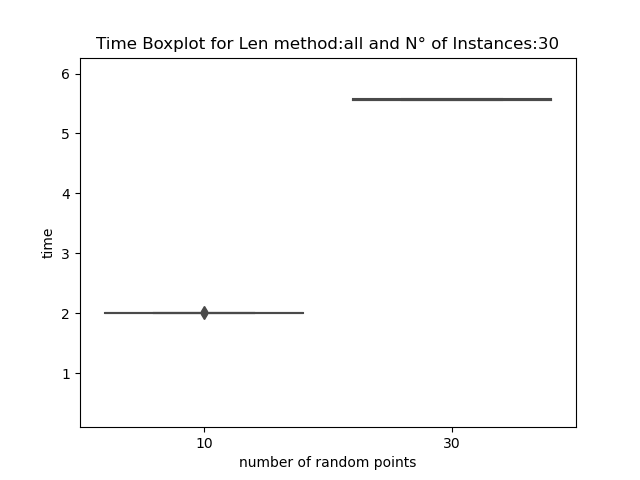 Time Boxplot for Len method:all and N° of Instances:30
6
5
4
3
2
1
time
10 30
number of random points